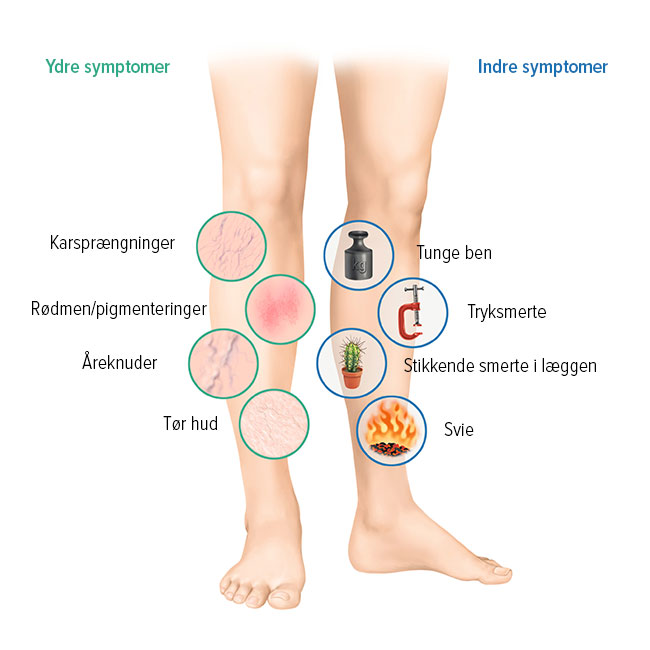 Ydre symptomer
Karsprængninger
Rødmen/pigmenteringer
Åreknuder
Tør hud
Indre symptomer
kg
Tunge ben
Tryksmerte
Stikkende smerte i læggen
Svie